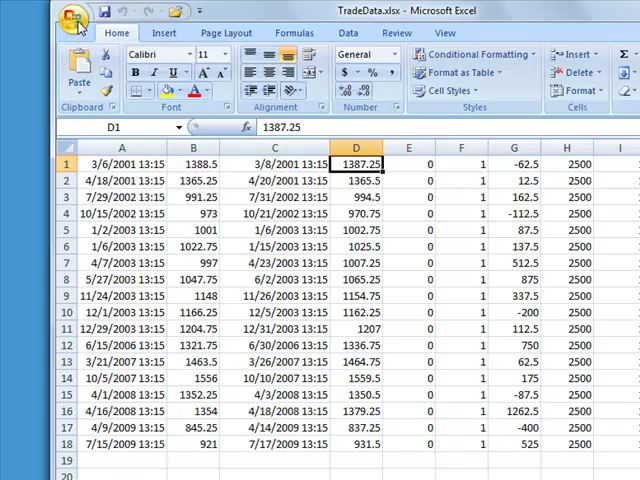 TradeData.xlsx - Microsoft Excel
Home Insert Page Layout Formulas Data Review View
Calibri 11
Paste
B I U A A
$ % ,
Conditional Formatting
Format as Table
Cell Styles
Insert
Delete
Format
Σ
Clipboard Font Alignment Number Styles Cells
D1 fx 1387.25
A B C D E F G H I
1 3/6/2001 13:15 1388.5 3/8/2001 13:15 1387.25 0 1 -62.5 2500
2 4/18/2001 13:15 1365.25 4/20/2001 13:15 1365.5 0 1 12.5 2500
3 7/29/2002 13:15 991.25 7/31/2002 13:15 994.5 0 1 162.5 2500
4 10/15/2002 13:15 973 10/21/2002 13:15 970.75 0 1 -112.5 2500
5 1/2/2003 13:15 1001 1/6/2003 13:15 1002.75 0 1 87.5 2500
6 1/6/2003 13:15 1022.75 1/15/2003 13:15 1025.5 0 1 137.5 2500
7 4/7/2003 13:15 997 4/23/2003 13:15 1007.25 0 1 512.5 2500
8 5/27/2003 13:15 1047.75 6/2/2003 13:15 1065.25 0 1 875 2500
9 11/24/2003 13:15 1148 11/26/2003 13:15 1154.75 0 1 337.5 2500
10 12/1/2003 13:15 1166.25 12/5/2003 13:15 1162.25 0 1 -200 2500
11 12/29/2003 13:15 1204.75 12/31/2003 13:15 1207 0 1 112.5 2500
12 6/15/2006 13:15 1321.75 6/30/2006 13:15 1336.75 0 1 750 2500
13 3/21/2007 13:15 1463.5 3/26/2007 13:15 1464.75 0 1 62.5 2500
14 10/5/2007 13:15 1556 10/10/2007 13:15 1559.5 0 1 175 2500
15 4/1/2008 13:15 1352.25 4/3/2008 13:15 1350.5 0 1 -87.5 2500
16 4/16/2008 13:15 1354 4/18/2008 13:15 1379.25 0 1 1262.5 2500
17 4/9/2009 13:15 845.25 4/14/2009 13:15 837.25 0 1 -400 2500
18 7/15/2009 13:15 921 7/17/2009 13:15 931.5 0 1 525 2500
19
20